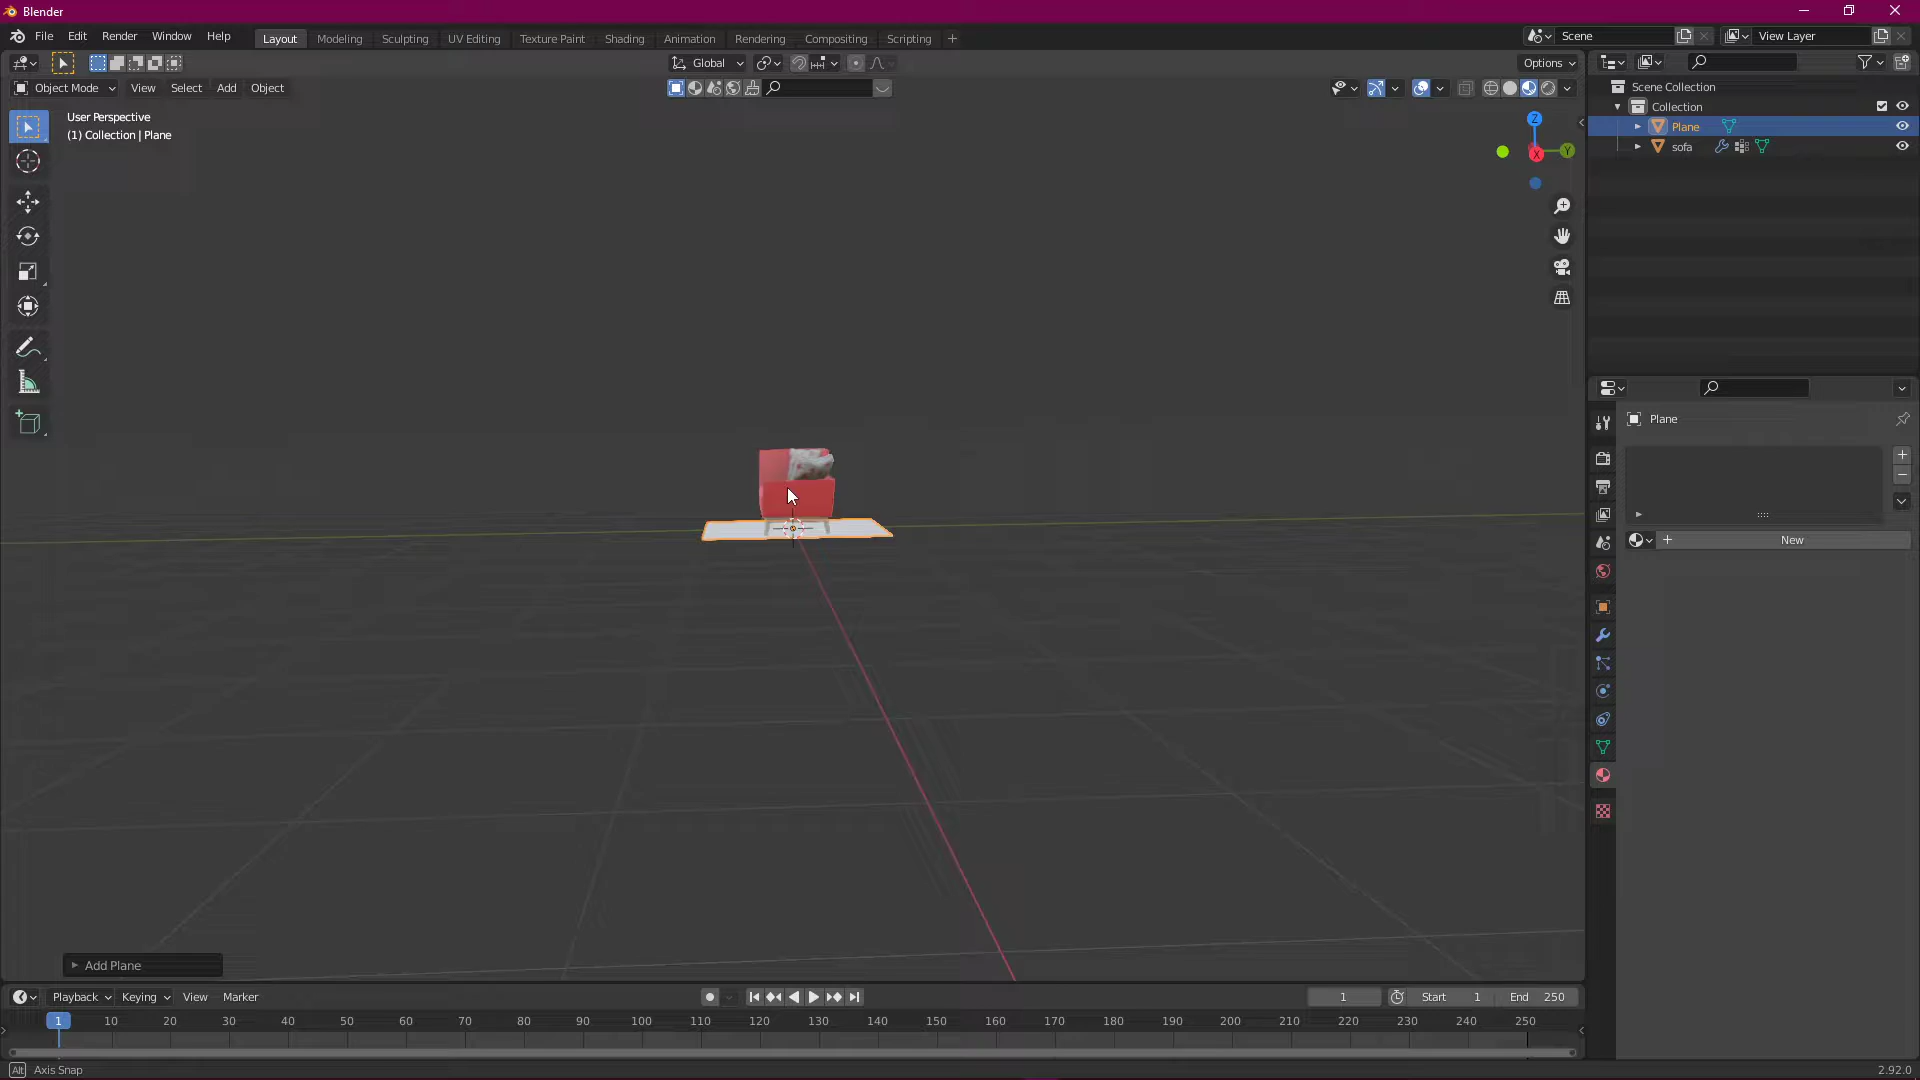 Blender
File Edit Render Window Help
Layout Modeling Sculpting UV Editing Texture Paint Shading Animation Rendering Compositing Scripting
Scene
View Layer
Global
Options
Object Mode View Select Add Object
User Perspective
(1) Collection | Plane
Z
Y
X
Scene Collection
Collection
Plane
sofa
Plane
New
Add Plane
Playback Keying View Marker
1
Start 1
End 250
1 10 20 30 40 50 60 70 80 90 100 110 120 130 140 150 160 170 180 190 200 210 220 230 240 250
Alt Axis Snap
2.92.0